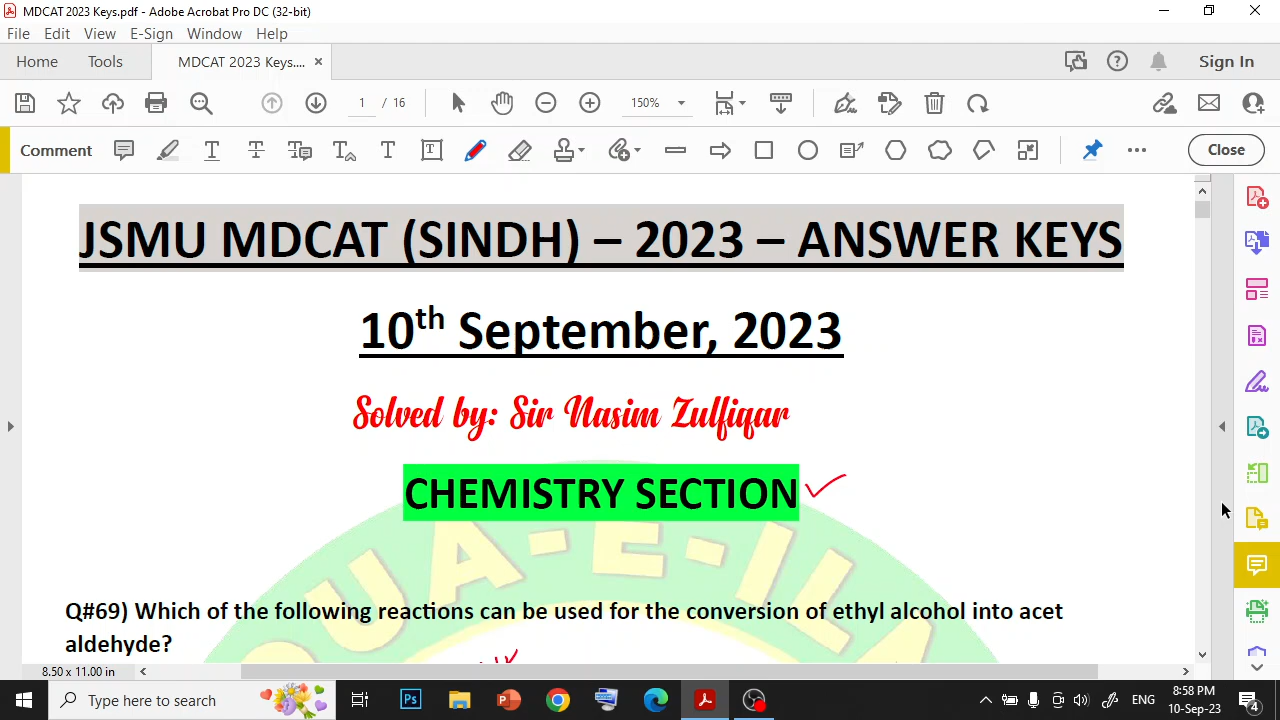 MDCAT 2023 Keys.pdf - Adobe Acrobat Pro DC (32-bit)
File Edit View E-Sign Window Help
Home Tools MDCAT 2023 Keys.... × Sign In
1 / 16 150%
Comment Close
JSMU MDCAT (SINDH) – 2023 – ANSWER KEYS
10th September, 2023
Solved by: Sir Nasim Zulfiqar
CHEMISTRY SECTION
QUA-E-ILA
Q#69) Which of the following reactions can be used for the conversion of ethyl alcohol into acet
aldehyde?
8.50 x 11.00 in
Type here to search
ENG
8:58 PM
10-Sep-23
4